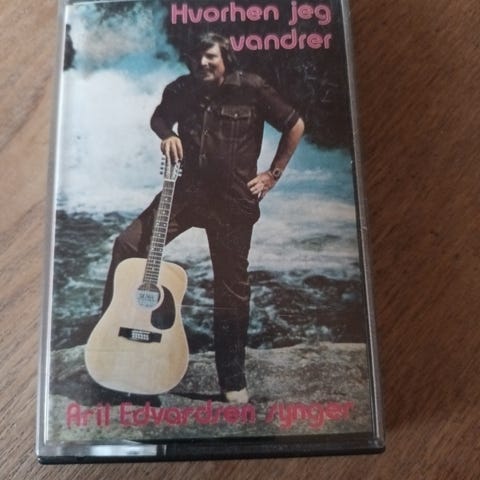 Hvorhen jeg
vandrer
Aril Edvardsen synger